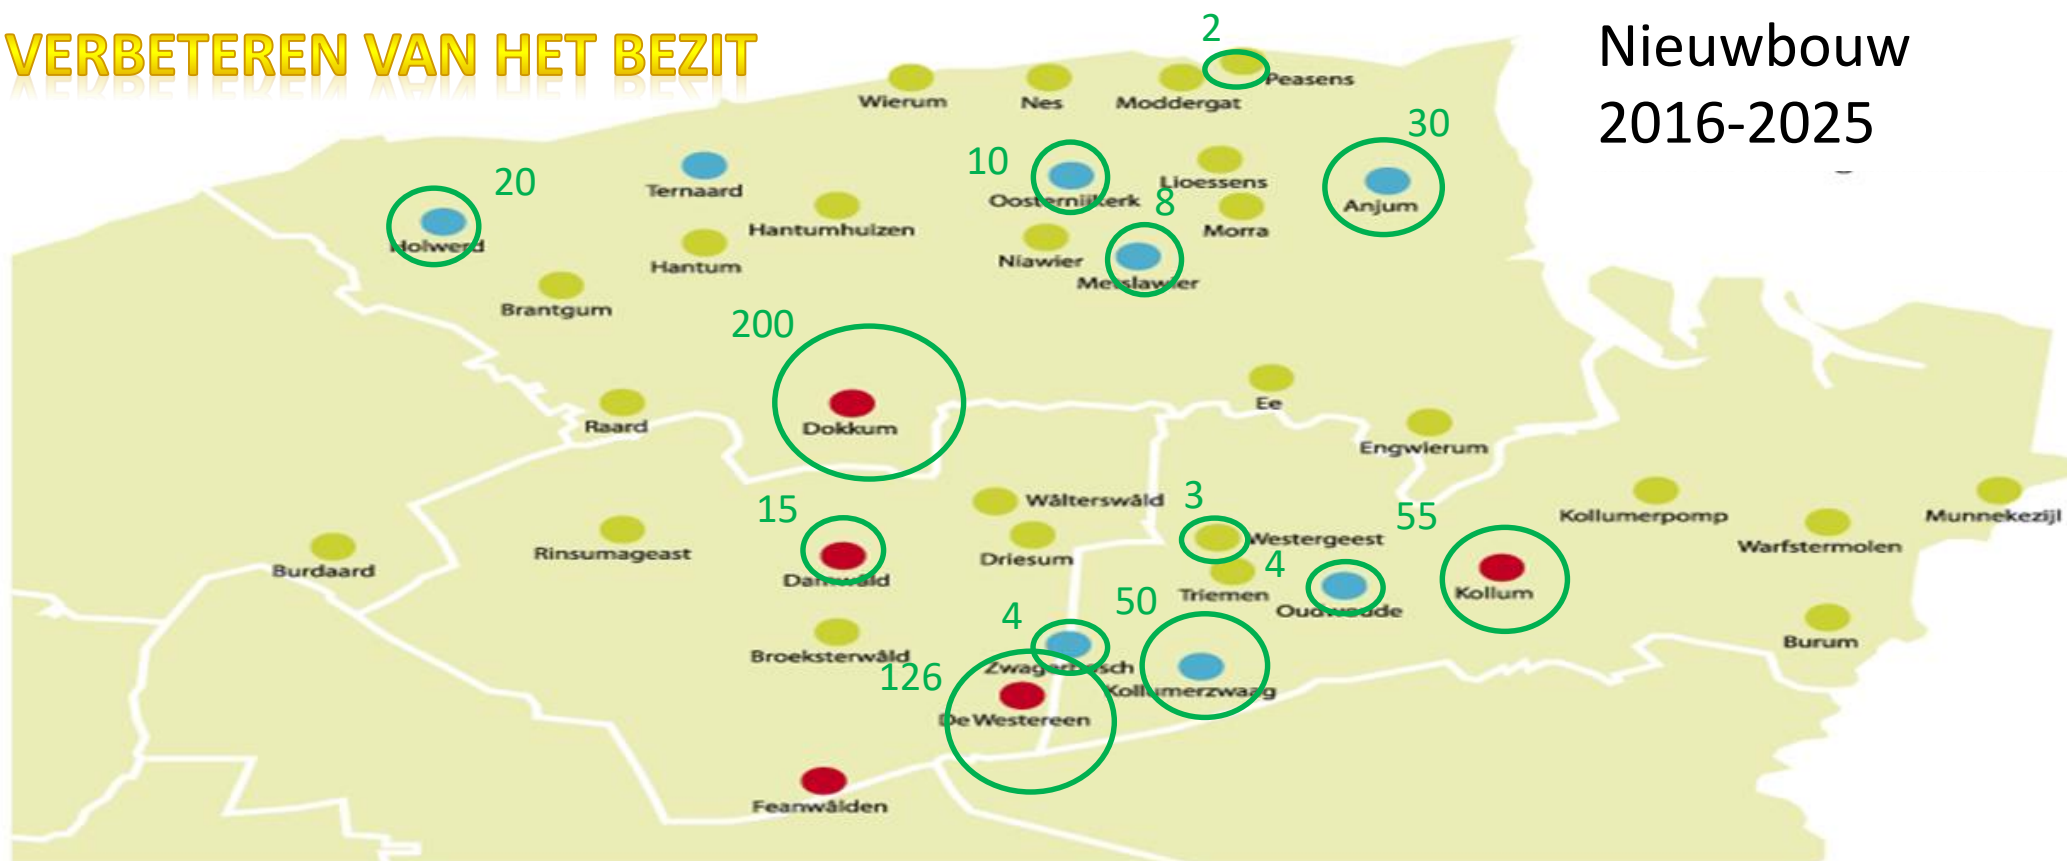 VERBETEREN VAN HET BEZIT
Nieuwbouw
2016-2025
2
Peasens
Wierum
Nes
Moddergat
30
10
20
Ternaard
Lioessens
Oosternijkerk
8
Anjum
Holwerd
Hantumhuizen
Morra
Hantum
Niawier
Metslawier
Brantgum
200
Ee
Raard
Dokkum
Engwierum
15
Wâlterswâld
3
55
Kollumerpomp
Munnekezijl
Rinsumageast
Westergeest
Warfstermolen
Driesum
4
Burdaard
Damwâld
Triemen
Kollum
50
Oudwoude
4
Burum
Broeksterwâld
Zwagerbosch
126
Kollumerzwaag
De Westereen
Feanwâlden